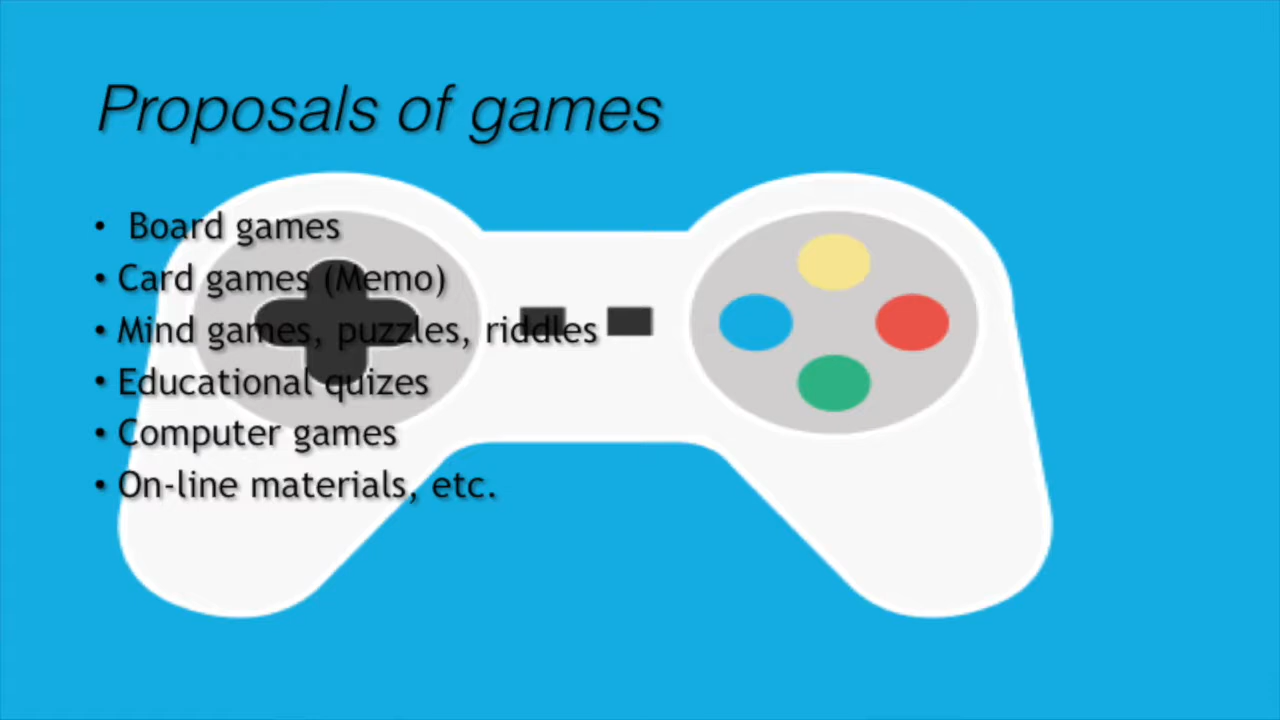 Proposals of games
• Board games
• Card games (Memo)
• Mind games, puzzles, riddles
• Educational quizes
• Computer games
• On-line materials, etc.